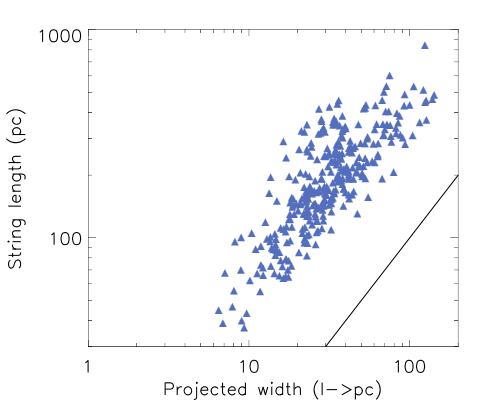 1000
100
1
10
100
String length (pc)
Projected width (l->pc)